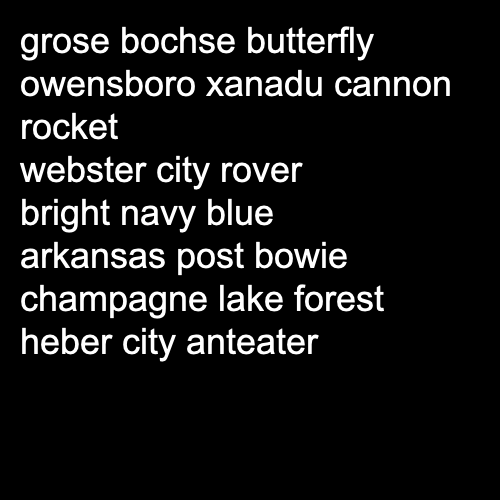 grose bochse butterfly
owensboro xanadu cannon
rocket
webster city rover
bright navy blue
arkansas post bowie
champagne lake forest
heber city anteater